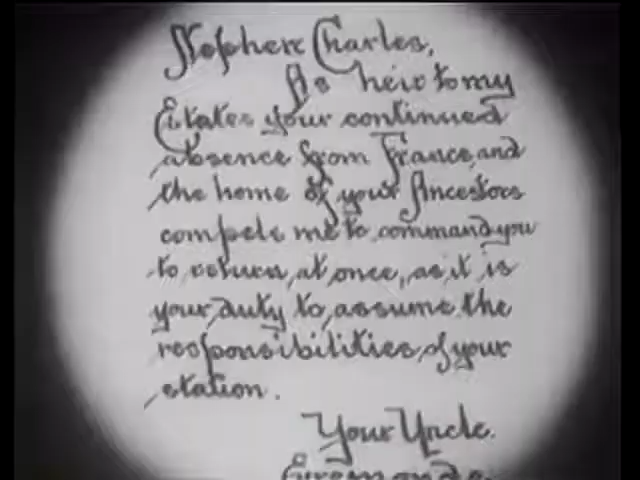 Nephew Charles,
As heir to my
Estates your continued
absence from France, and
the home of your Ancestors
compels me to command you
to return, at once, as it is
your duty to assume the
responsibilities of your
station.
Your Uncle.
Evremonde.